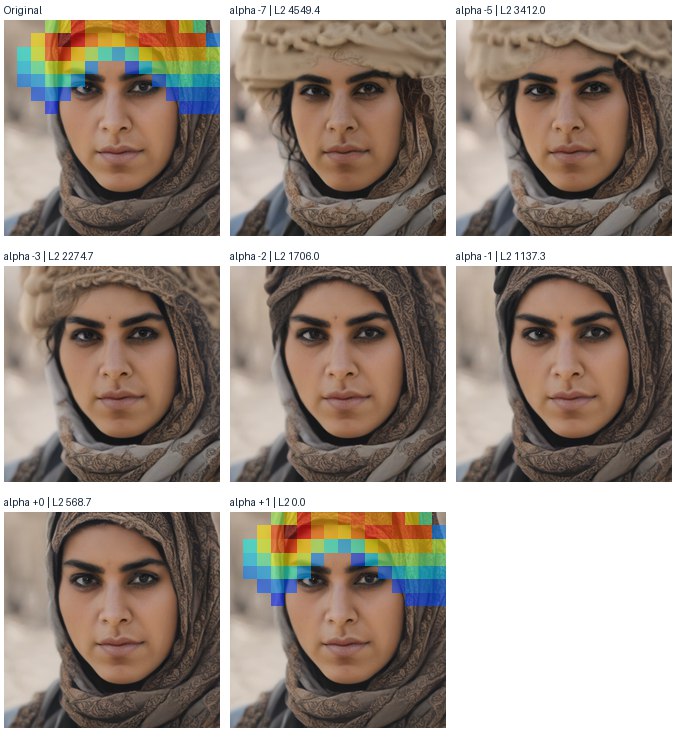 Original
alpha -7 | L2 4549.4
alpha -5 | L2 3412.0
alpha -3 | L2 2274.7
alpha -2 | L2 1706.0
alpha -1 | L2 1137.3
alpha +0 | L2 568.7
alpha +1 | L2 0.0